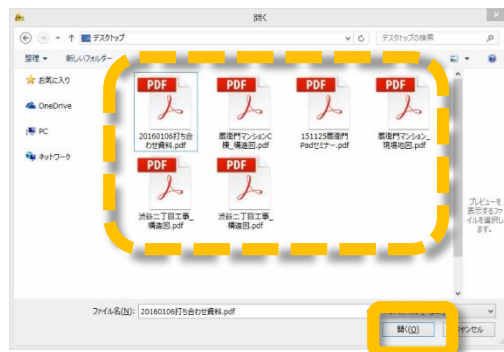 開く
デスクトップ
デスクトップの検索
整理 ▼
新しいフォルダー
お気に入り
OneDrive
PC
ネットワーク
PDF
PDF
PDF
PDF
20160106打ち合
わせ資料.pdf
蔵衛門マンションC
棟_構造図.pdf
151125蔵衛門
Padセミナー.pdf
蔵衛門マンション_
現場地図.pdf
PDF
PDF
渋谷二丁目工事_
構造図.pdf
渋谷二丁目工事_
構造図.pdf
プレビューを
表示するファ
イルを選択し
ます。
ファイル名(N):
20160106打ち合わせ資料.pdf
開く(O)